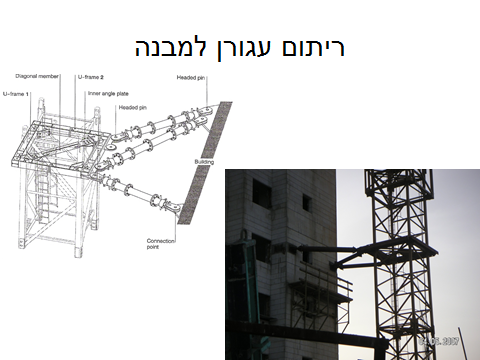 ריתום עגורן למבנה
Diagonal member
U-frame 2
Headed pin
U-frame 1
Inner angle plate
Headed pin
Building
Connection
point